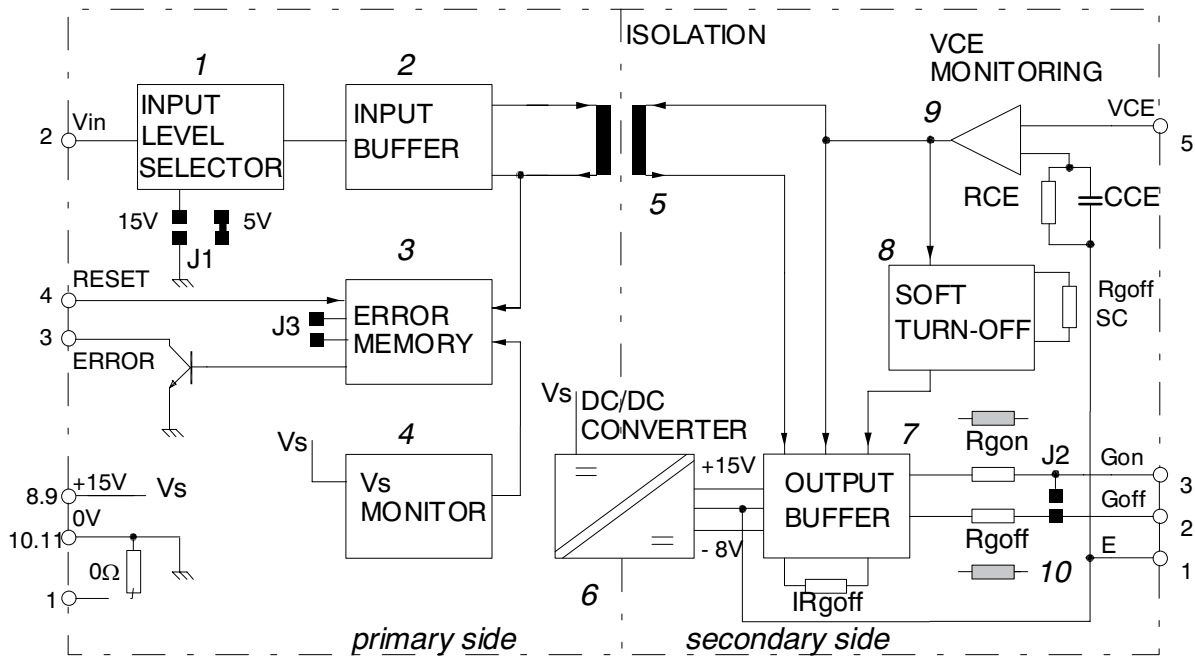 ISOLATION
VCE
MONITORING
1
2
INPUT
LEVEL
SELECTOR
INPUT
BUFFER
2
Vin
9
VCE
5
RCE
CCE
5
15V
5V
J1
3
8
RESET
4
ERROR
MEMORY
J3
3
ERROR
SOFT
TURN-OFF
Rgoff
SC
Vs
DC/DC
CONVERTER
4
Vs
Vs
MONITOR
7
Rgon
J2
Gon
3
+15V
OUTPUT
BUFFER
Goff
2
8.9
+15V
Vs
0V
10.11
- 8V
Rgoff
E
1
10
0Ω
1
6
IRgoff
primary side
secondary side